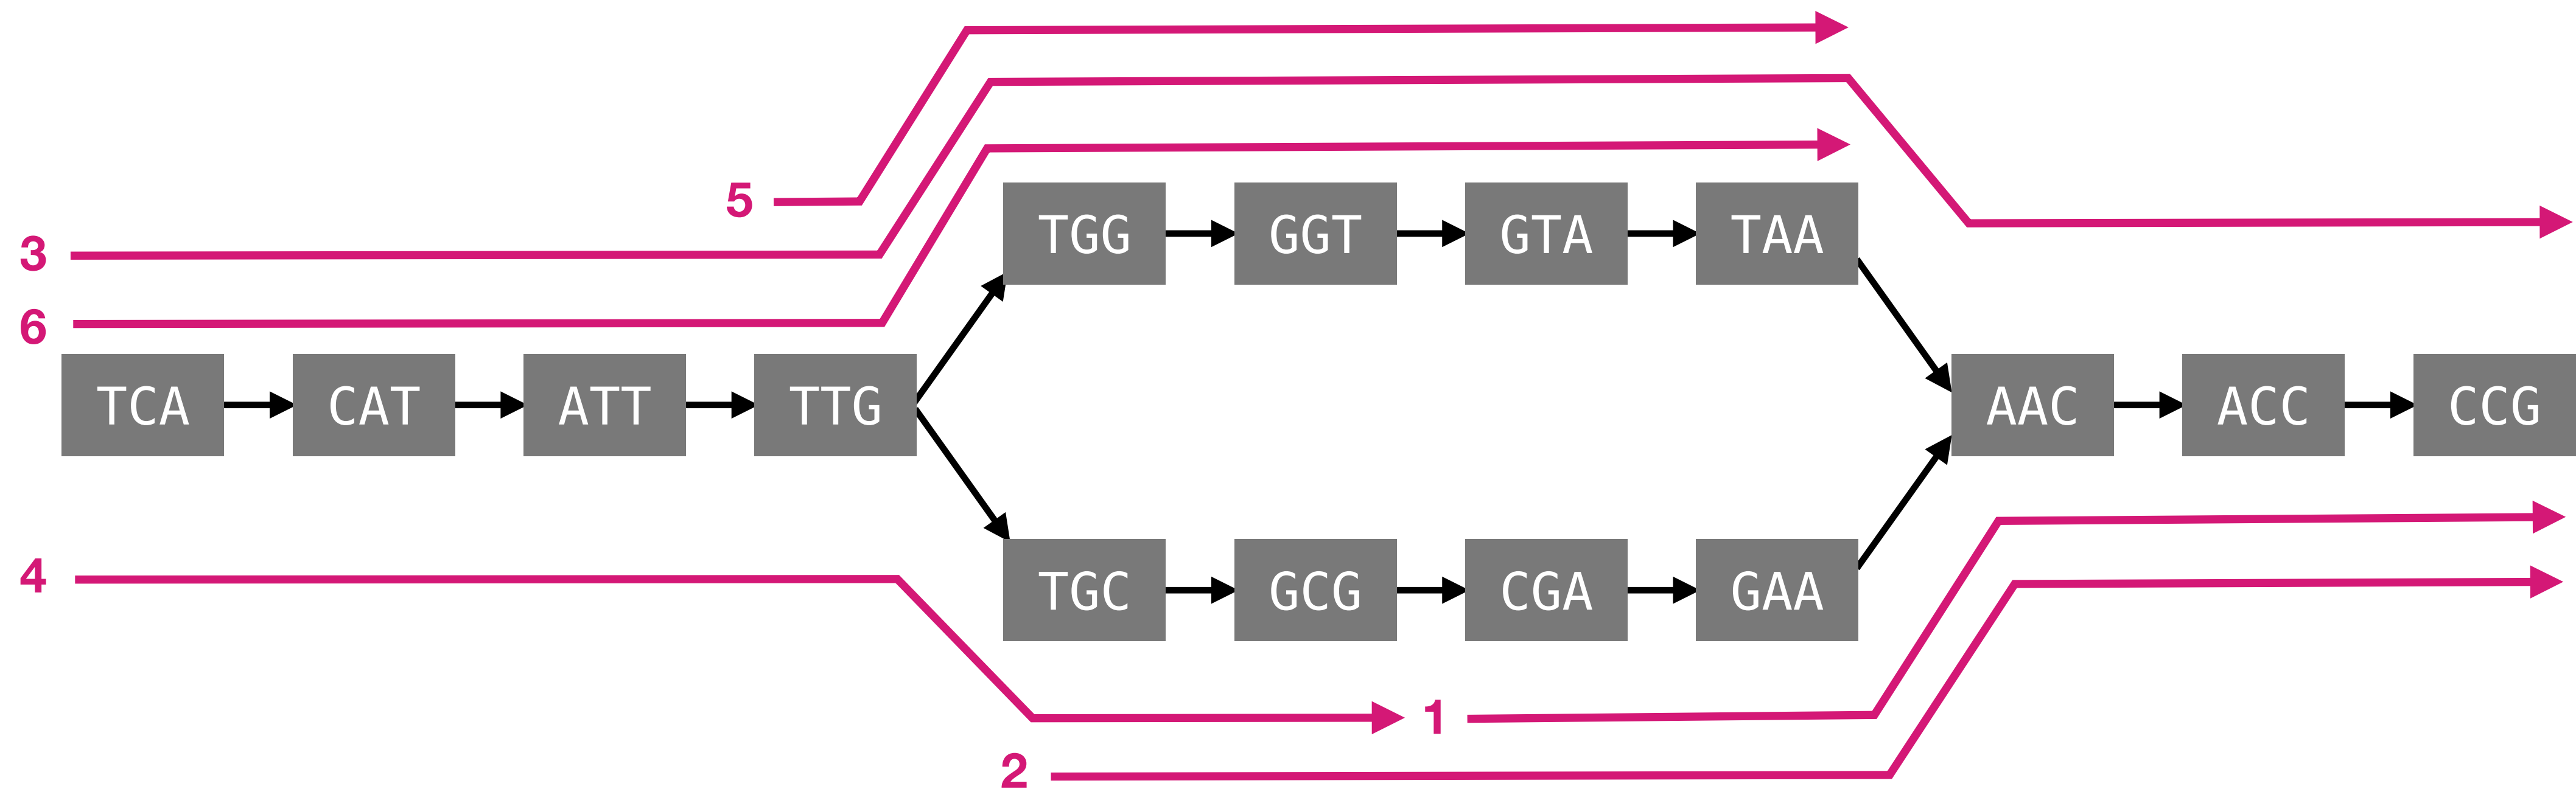 5
3
TGG GGT GTA TAA
6
TCA CAT ATT TTG AAC ACC CCG
4
TGC GCG CGA GAA
1
2